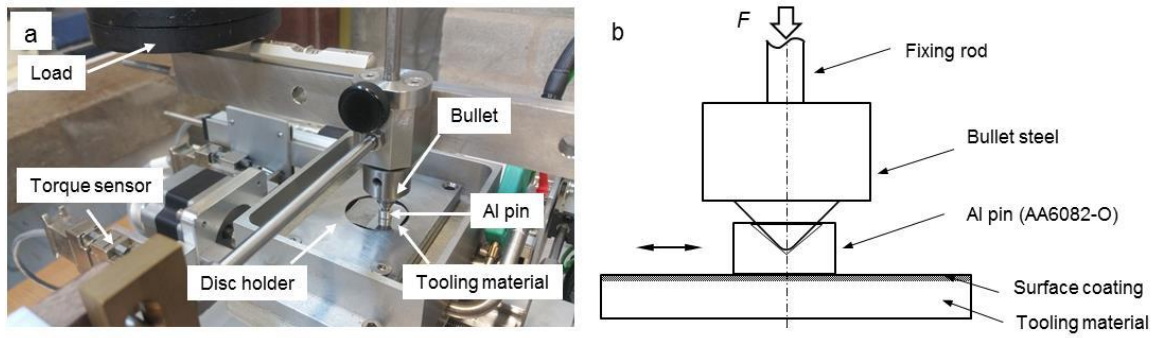 a
Load
Bullet
Torque sensor
Al pin
Disc holder
Tooling material
b
F
Fixing rod
Bullet steel
Al pin (AA6082-O)
Surface coating
Tooling material